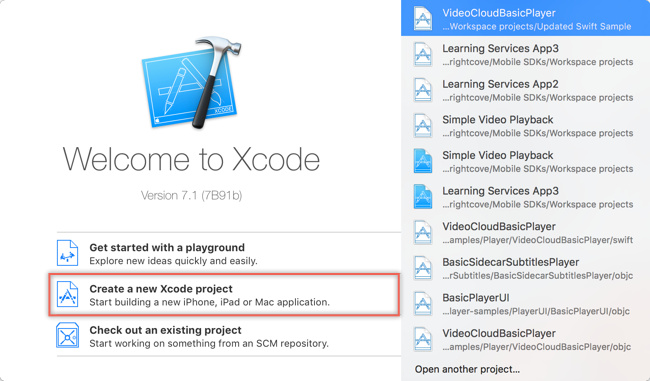 XCODE
Welcome to Xcode
Version 7.1 (7B91b)
Get started with a playground
Explore new ideas quickly and easily.
Create a new Xcode project
Start building a new iPhone, iPad or Mac application.
Check out an existing project
Start working on something from an SCM repository.
VideoCloudBasicPlayer
...Workspace projects/Updated Swift Sample
Learning Services App3
...rightcove/Mobile SDKs/Workspace projects
Learning Services App2
...rightcove/Mobile SDKs/Workspace projects
Simple Video Playback
...rightcove/Mobile SDKs/Workspace projects
Simple Video Playback
...rightcove/Mobile SDKs/Workspace projects
Learning Services App3
...rightcove/Mobile SDKs/Workspace projects
VideoCloudBasicPlayer
...amples/Player/VideoCloudBasicPlayer/swift
BasicSidecarSubtitlesPlayer
...rSubtitles/BasicSidecarSubtitlesPlayer/objc
BasicPlayerUI
...layer-samples/PlayerUI/BasicPlayerUI/objc
VideoCloudBasicPlayer
...amples/Player/VideoCloudBasicPlayer/objc
Open another project...